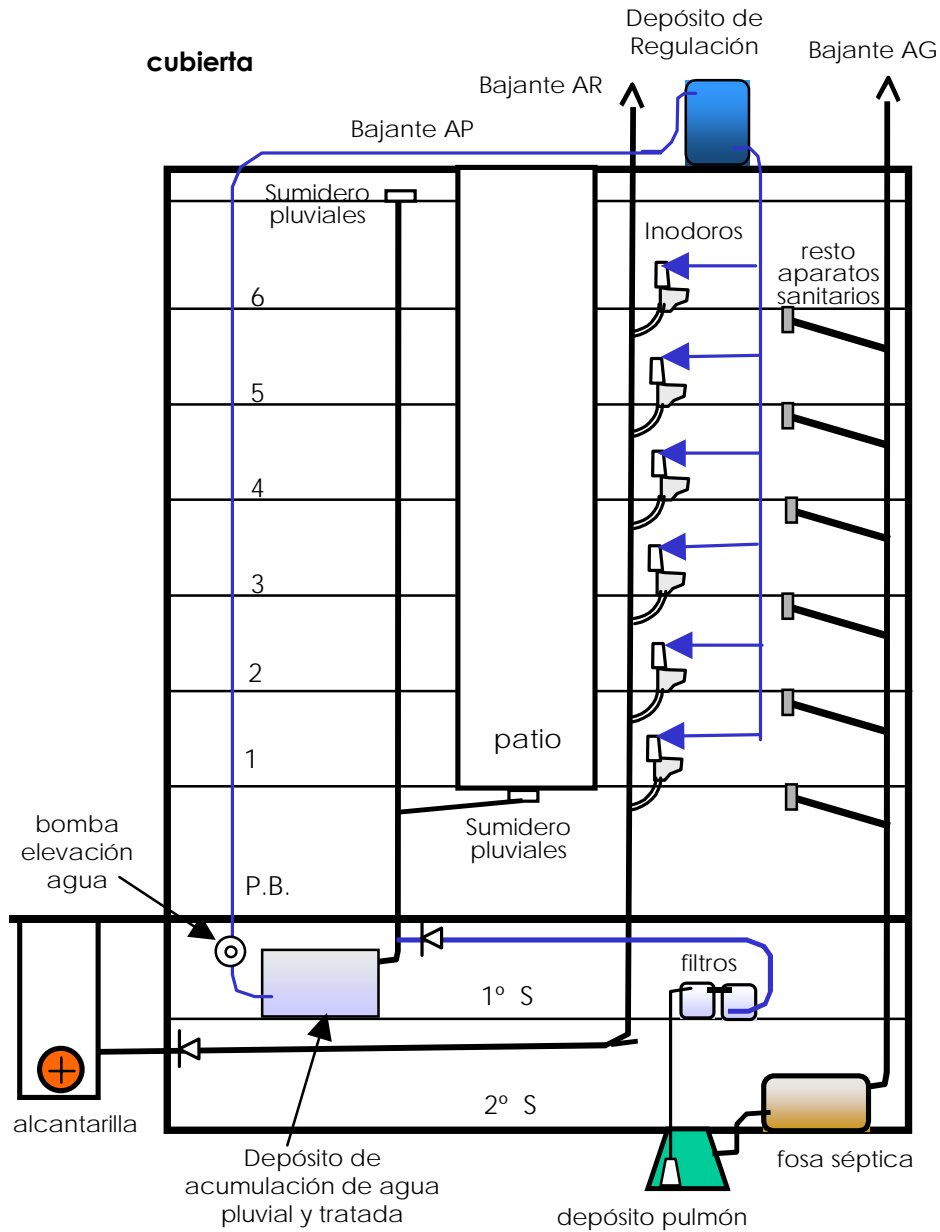 Depósito de
Regulación
cubierta
Bajante AR
Bajante AG
Bajante AP
Sumidero
pluviales
Inodoros
resto
aparatos
sanitarios
6
5
4
3
2
1
patio
Sumidero
pluviales
bomba
elevación
agua
P.B.
filtros
1º S
2º S
alcantarilla
Depósito de
acumulación de agua
pluvial y tratada
depósito pulmón
fosa séptica